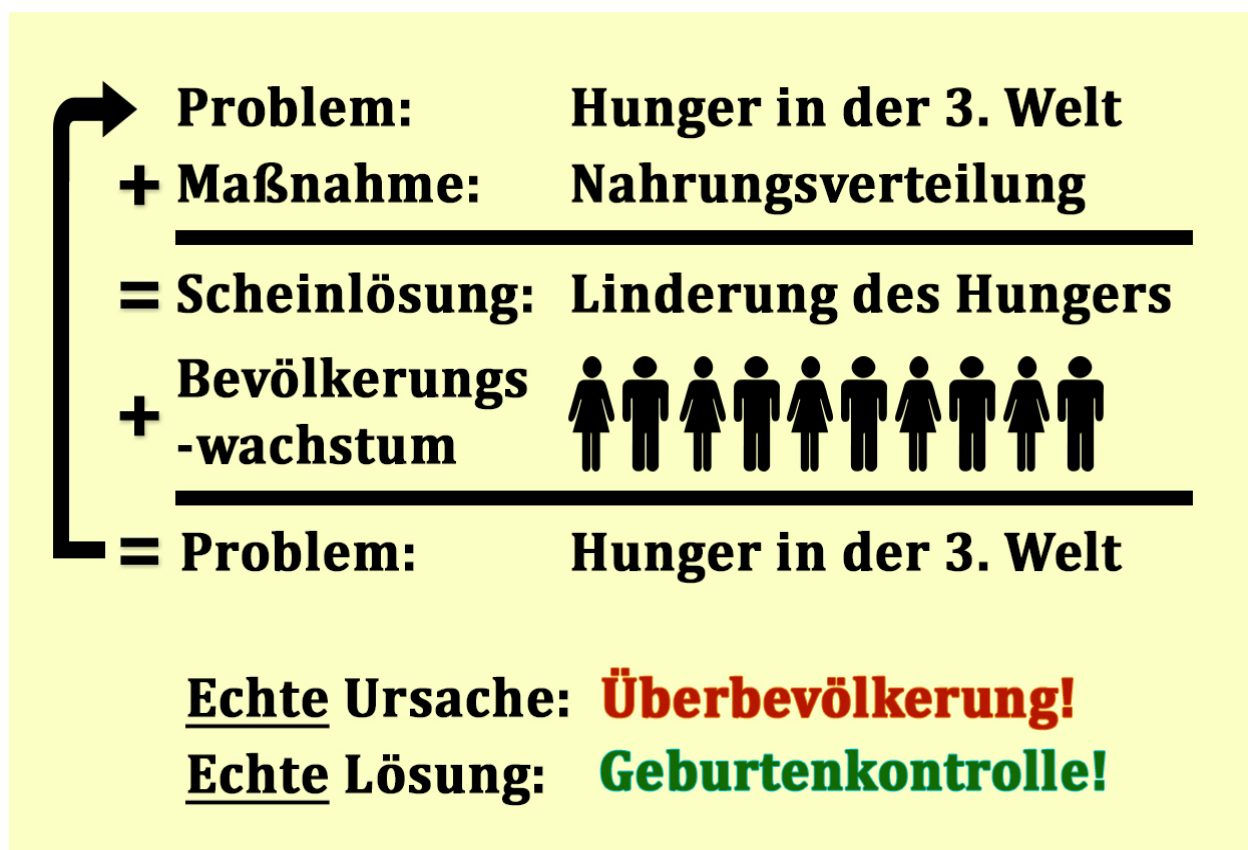 Problem: Hunger in der 3. Welt
+ Maßnahme: Nahrungsverteilung
= Scheinlösung: Linderung des Hungers
+ Bevölkerungs
-wachstum
= Problem: Hunger in der 3. Welt
Echte Ursache: Überbevölkerung!
Echte Lösung: Geburtenkontrolle!